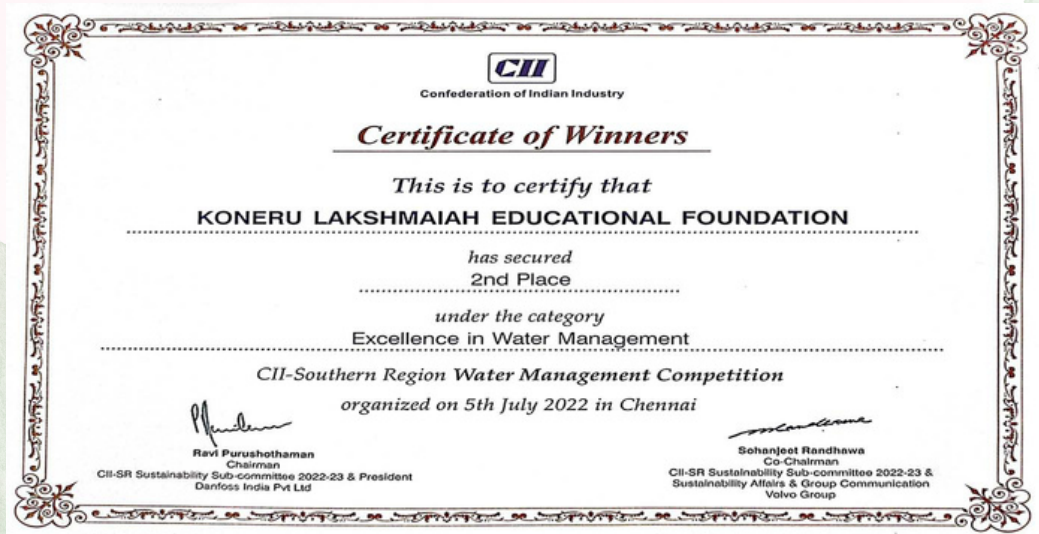 CII
Confederation of Indian Industry
Certificate of Winners
This is to certify that
KONERU LAKSHMAIAH EDUCATIONAL FOUNDATION
has secured
2nd Place
under the category
Excellence in Water Management
CII-Southern Region Water Management Competition
organized on 5th July 2022 in Chennai
Ravi Purushothaman
Chairman
CII-SR Sustainability Sub-committee 2022-23 & President
Danfoss India Pvt Ltd
Sohanjeet Randhawa
Co-Chairman
CII-SR Sustainability Sub-committee 2022-23 &
Sustainability Affairs & Group Communication
Volvo Group